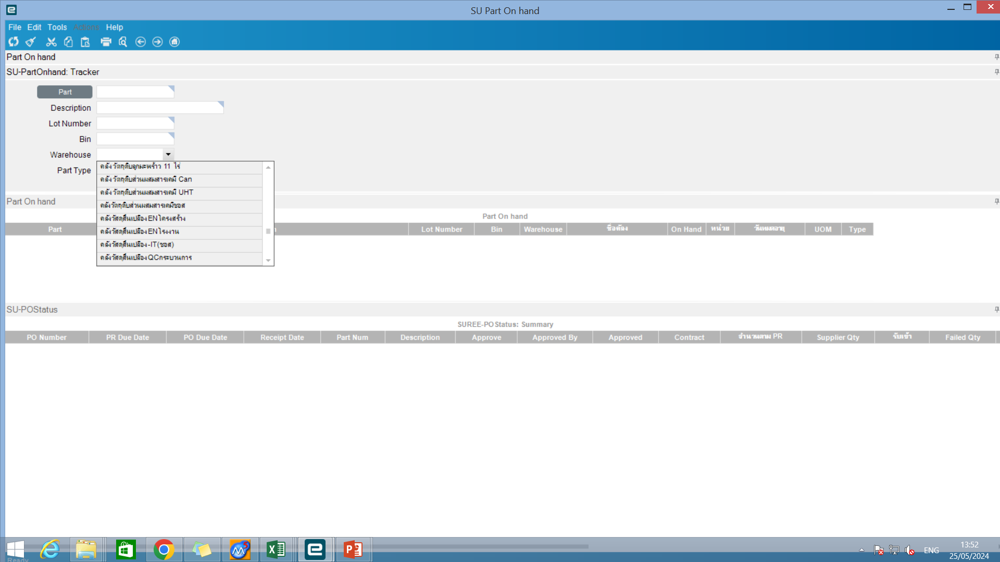 SU Part On hand
File Edit Tools Actions Help
Part On hand
SU-PartOnhand: Tracker
Part
Description
Lot Number
Bin
Warehouse
Part Type
คลังวัตถุดิบลูกมะพร้าว 11 ไร่
คลังวัตถุดิบส่วนผสมสารเคมี Can
คลังวัตถุดิบส่วนผสมสารเคมี UHT
คลังวัตถุดิบส่วนผสมสารเคมีซอส
คลังวัสดุสิ้นเปลืองENโครงสร้าง
คลังวัสดุสิ้นเปลืองENโรงงาน
คลังวัสดุสิ้นเปลือง-IT(ซอส)
คลังวัสดุสิ้นเปลืองQCกระบวนการ
Part On hand
Part On hand
Part Lot Number Bin Warehouse ชื่อคลัง On Hand หน่วย วันหมดอายุ UOM Type
SU-POStatus
SUREE-POStatus: Summary
PO Number PR Due Date PO Due Date Receipt Date Part Num Description Approve Approved By Approved Contract จำนวนตาม PR Supplier Qty รับเข้า Failed Qty
Ready
ENG
13:52
25/05/2024